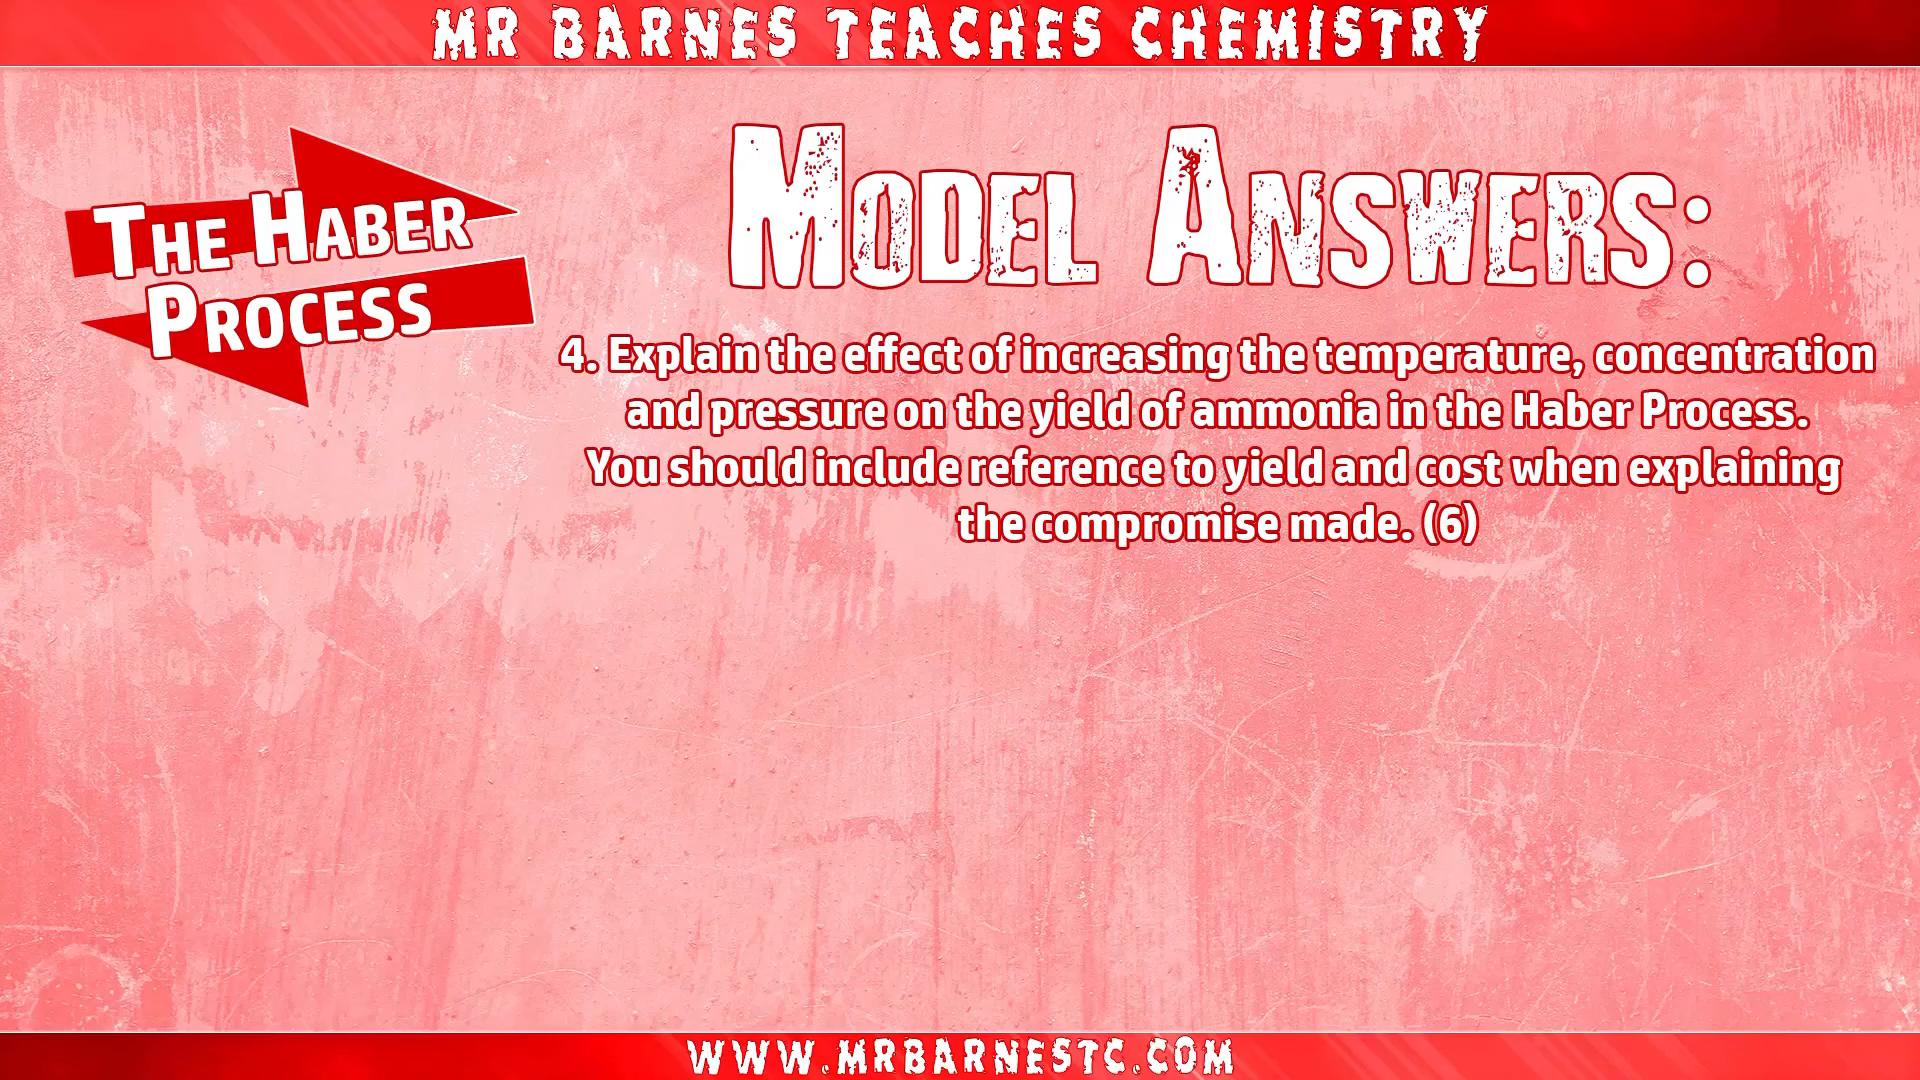 MR BARNES TEACHES CHEMISTRY
THE HABER
PROCESS
MODEL ANSWERS:
4. Explain the effect of increasing the temperature, concentration
and pressure on the yield of ammonia in the Haber Process.
You should include reference to yield and cost when explaining
the compromise made. (6)
WWW.MRBARNESTC.COM